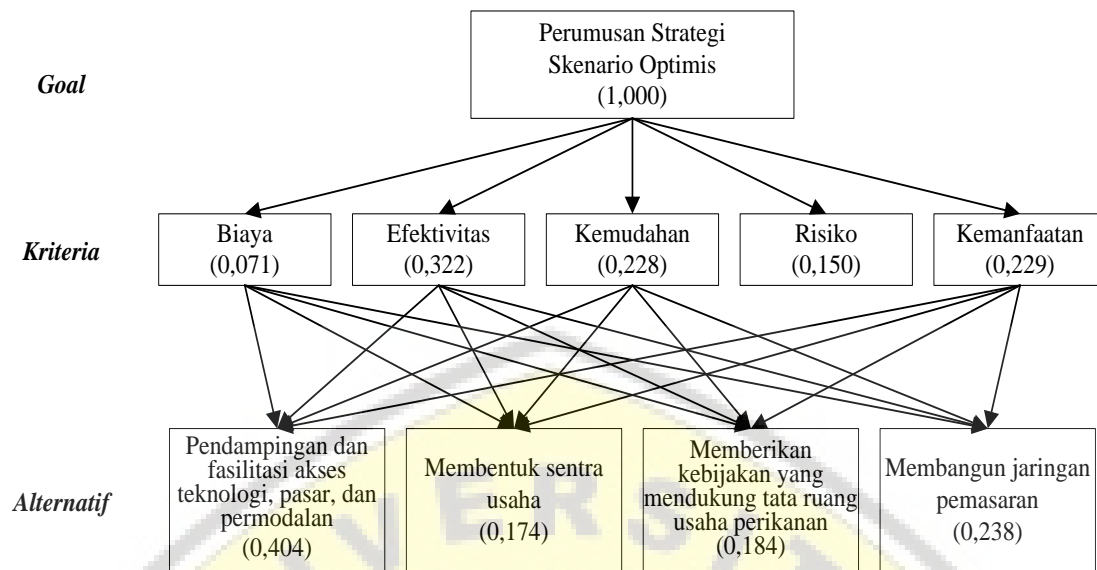 Perumusan Strategi
Skenario Optimis
(1,000)
Goal
Kriteria
Biaya
(0,071)
Efektivitas
(0,322)
Kemudahan
(0,228)
Risiko
(0,150)
Kemanfaatan
(0,229)
Alternatif
Pendampingan dan
fasilitasi akses
teknologi, pasar, dan
permodalan
(0,404)
Membentuk sentra
usaha
(0,174)
Memberikan
kebijakan yang
mendukung tata ruang
usaha perikanan
(0,184)
Membangun jaringan
pemasaran
(0,238)